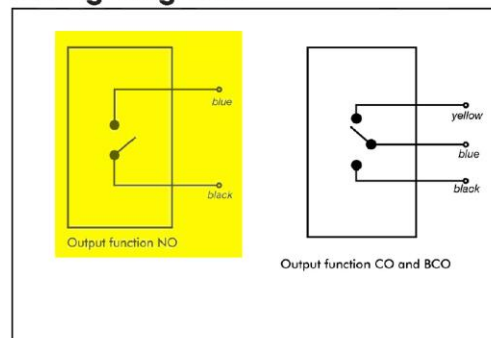 blue
black
Output function NO
yellow
blue
black
Output function CO and BCO